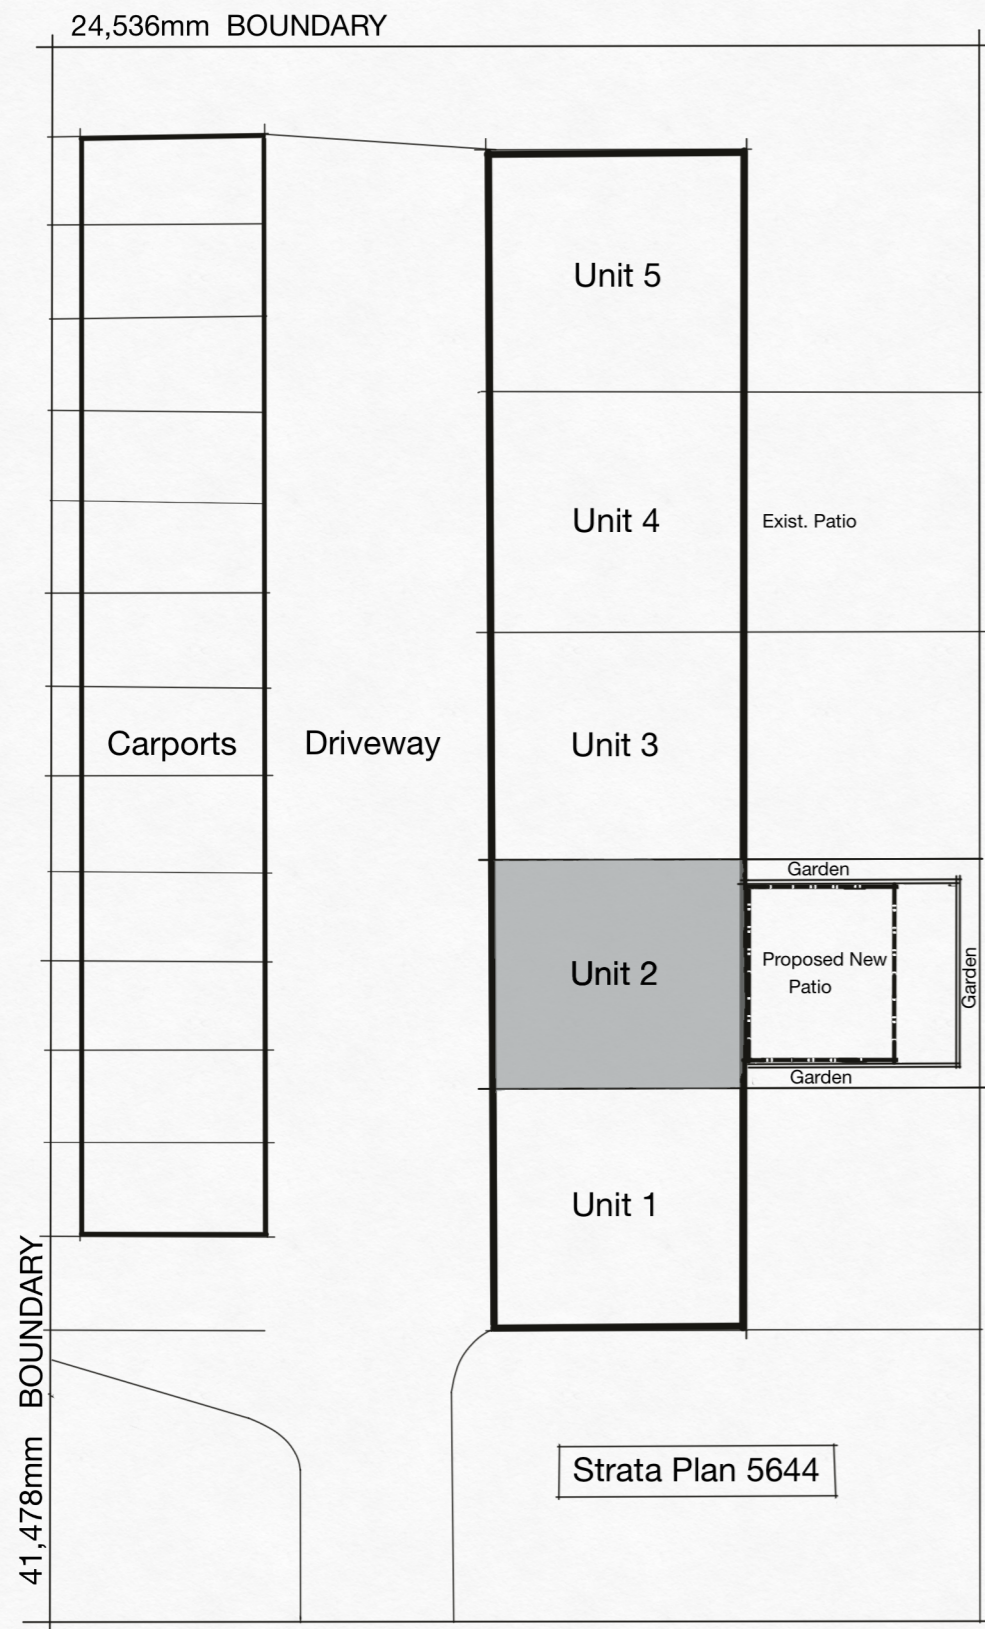 24,536mm BOUNDARY
Unit 5
Unit 4
Exist. Patio
Carports
Driveway
Unit 3
Garden
Unit 2
Proposed New
Patio
Garden
Garden
Unit 1
41,478mm BOUNDARY
Strata Plan 5644